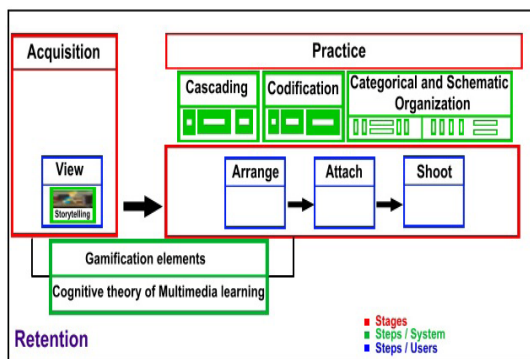 Acquisition
Practice
Cascading
Codification
Categorical and Schematic
Organization
View
Storytelling
Arrange
Attach
Shoot
Gamification elements
Cognitive theory of Multimedia learning
Retention
Stages
Steps / System
Steps / Users